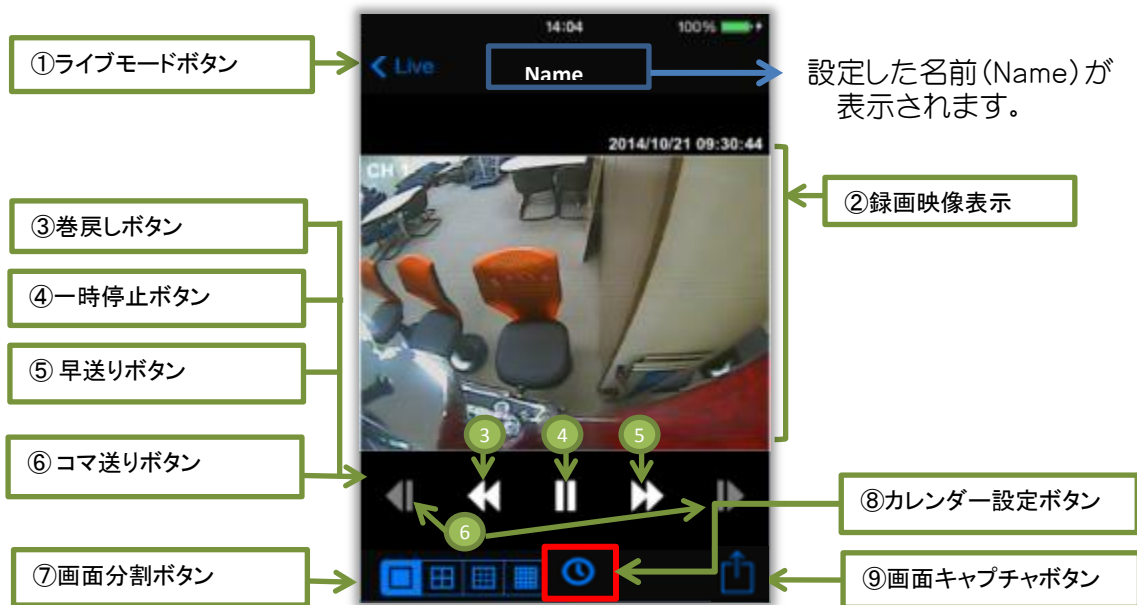 14:04 100%
①ライブモードボタン
Live
Name
設定した名前(Name)が
表示されます。
2014/10/21 09:30:44
CH 1
②録画映像表示
③巻戻しボタン
④一時停止ボタン
⑤早送りボタン
⑥コマ送りボタン
3 4 5
6
⑦画面分割ボタン
⑧カレンダー設定ボタン
⑨画面キャプチャボタン